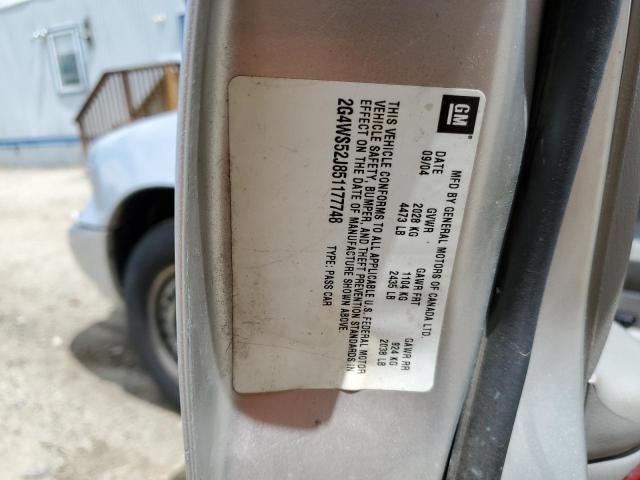 GM
MFD BY GENERAL MOTORS OF CANADA LTD.
DATE GVWR GAWR FRT GAWR RR
09/04 2028 KG 1104 KG 924 KG
4473 LB 2435 LB 2038 LB
THIS VEHICLE CONFORMS TO ALL APPLICABLE U.S. FEDERAL MOTOR
VEHICLE SAFETY, BUMPER, AND THEFT PREVENTION STANDARDS IN
EFFECT ON THE DATE OF MANUFACTURE SHOWN ABOVE.
2G4WS52J851177748 TYPE: PASS CAR